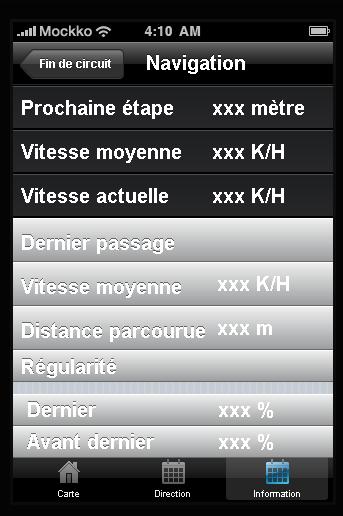 Mockko 4:10 AM
Fin de circuit Navigation
Prochaine étape xxx mètre
Vitesse moyenne xxx K/H
Vitesse actuelle xxx K/H
Dernier passage
Vitesse moyenne xxx K/H
Distance parcourue xxx m
Régularité
Dernier xxx %
Avant dernier xxx %
Carte Direction Information